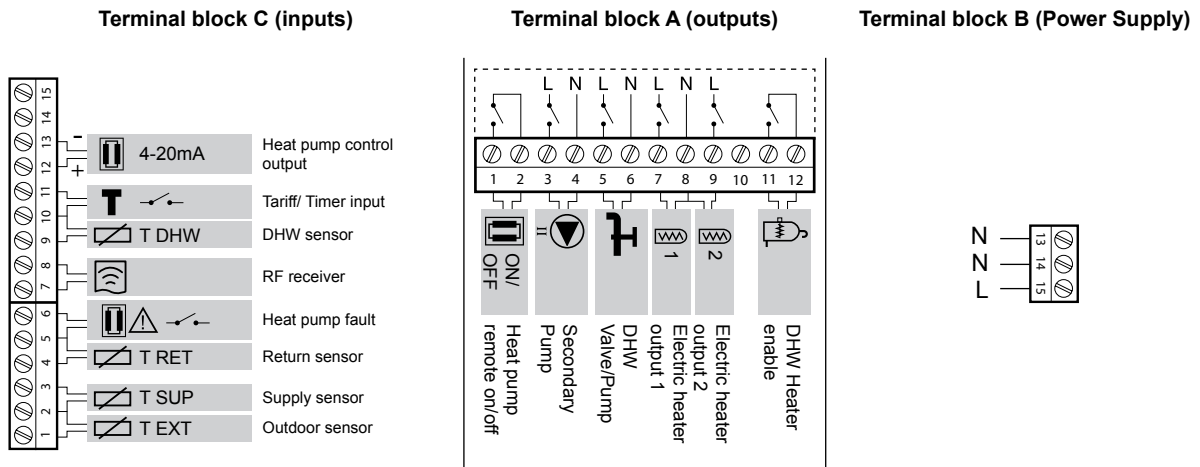 Terminal block C (inputs)
Terminal block A (outputs)
Terminal block B (Power Supply)
15
14
13
12
11
10
9
8
7
6
5
4
3
2
1
-
+
4-20mA
Heat pump control
output
Tariff/ Timer input
T DHW
DHW sensor
RF receiver
Heat pump fault
T RET
Return sensor
T SUP
Supply sensor
T EXT
Outdoor sensor
L N L N L N L
1 2 3 4 5 6 7 8 9 10 11 12
ON/
OFF
1
2
Heat pump
remote on/off
Secondary
Pump
DHW
Valve/Pump
Electric heater
output 1
Electric heater
output 2
DHW Heater
enable
N 13
N 14
L 15